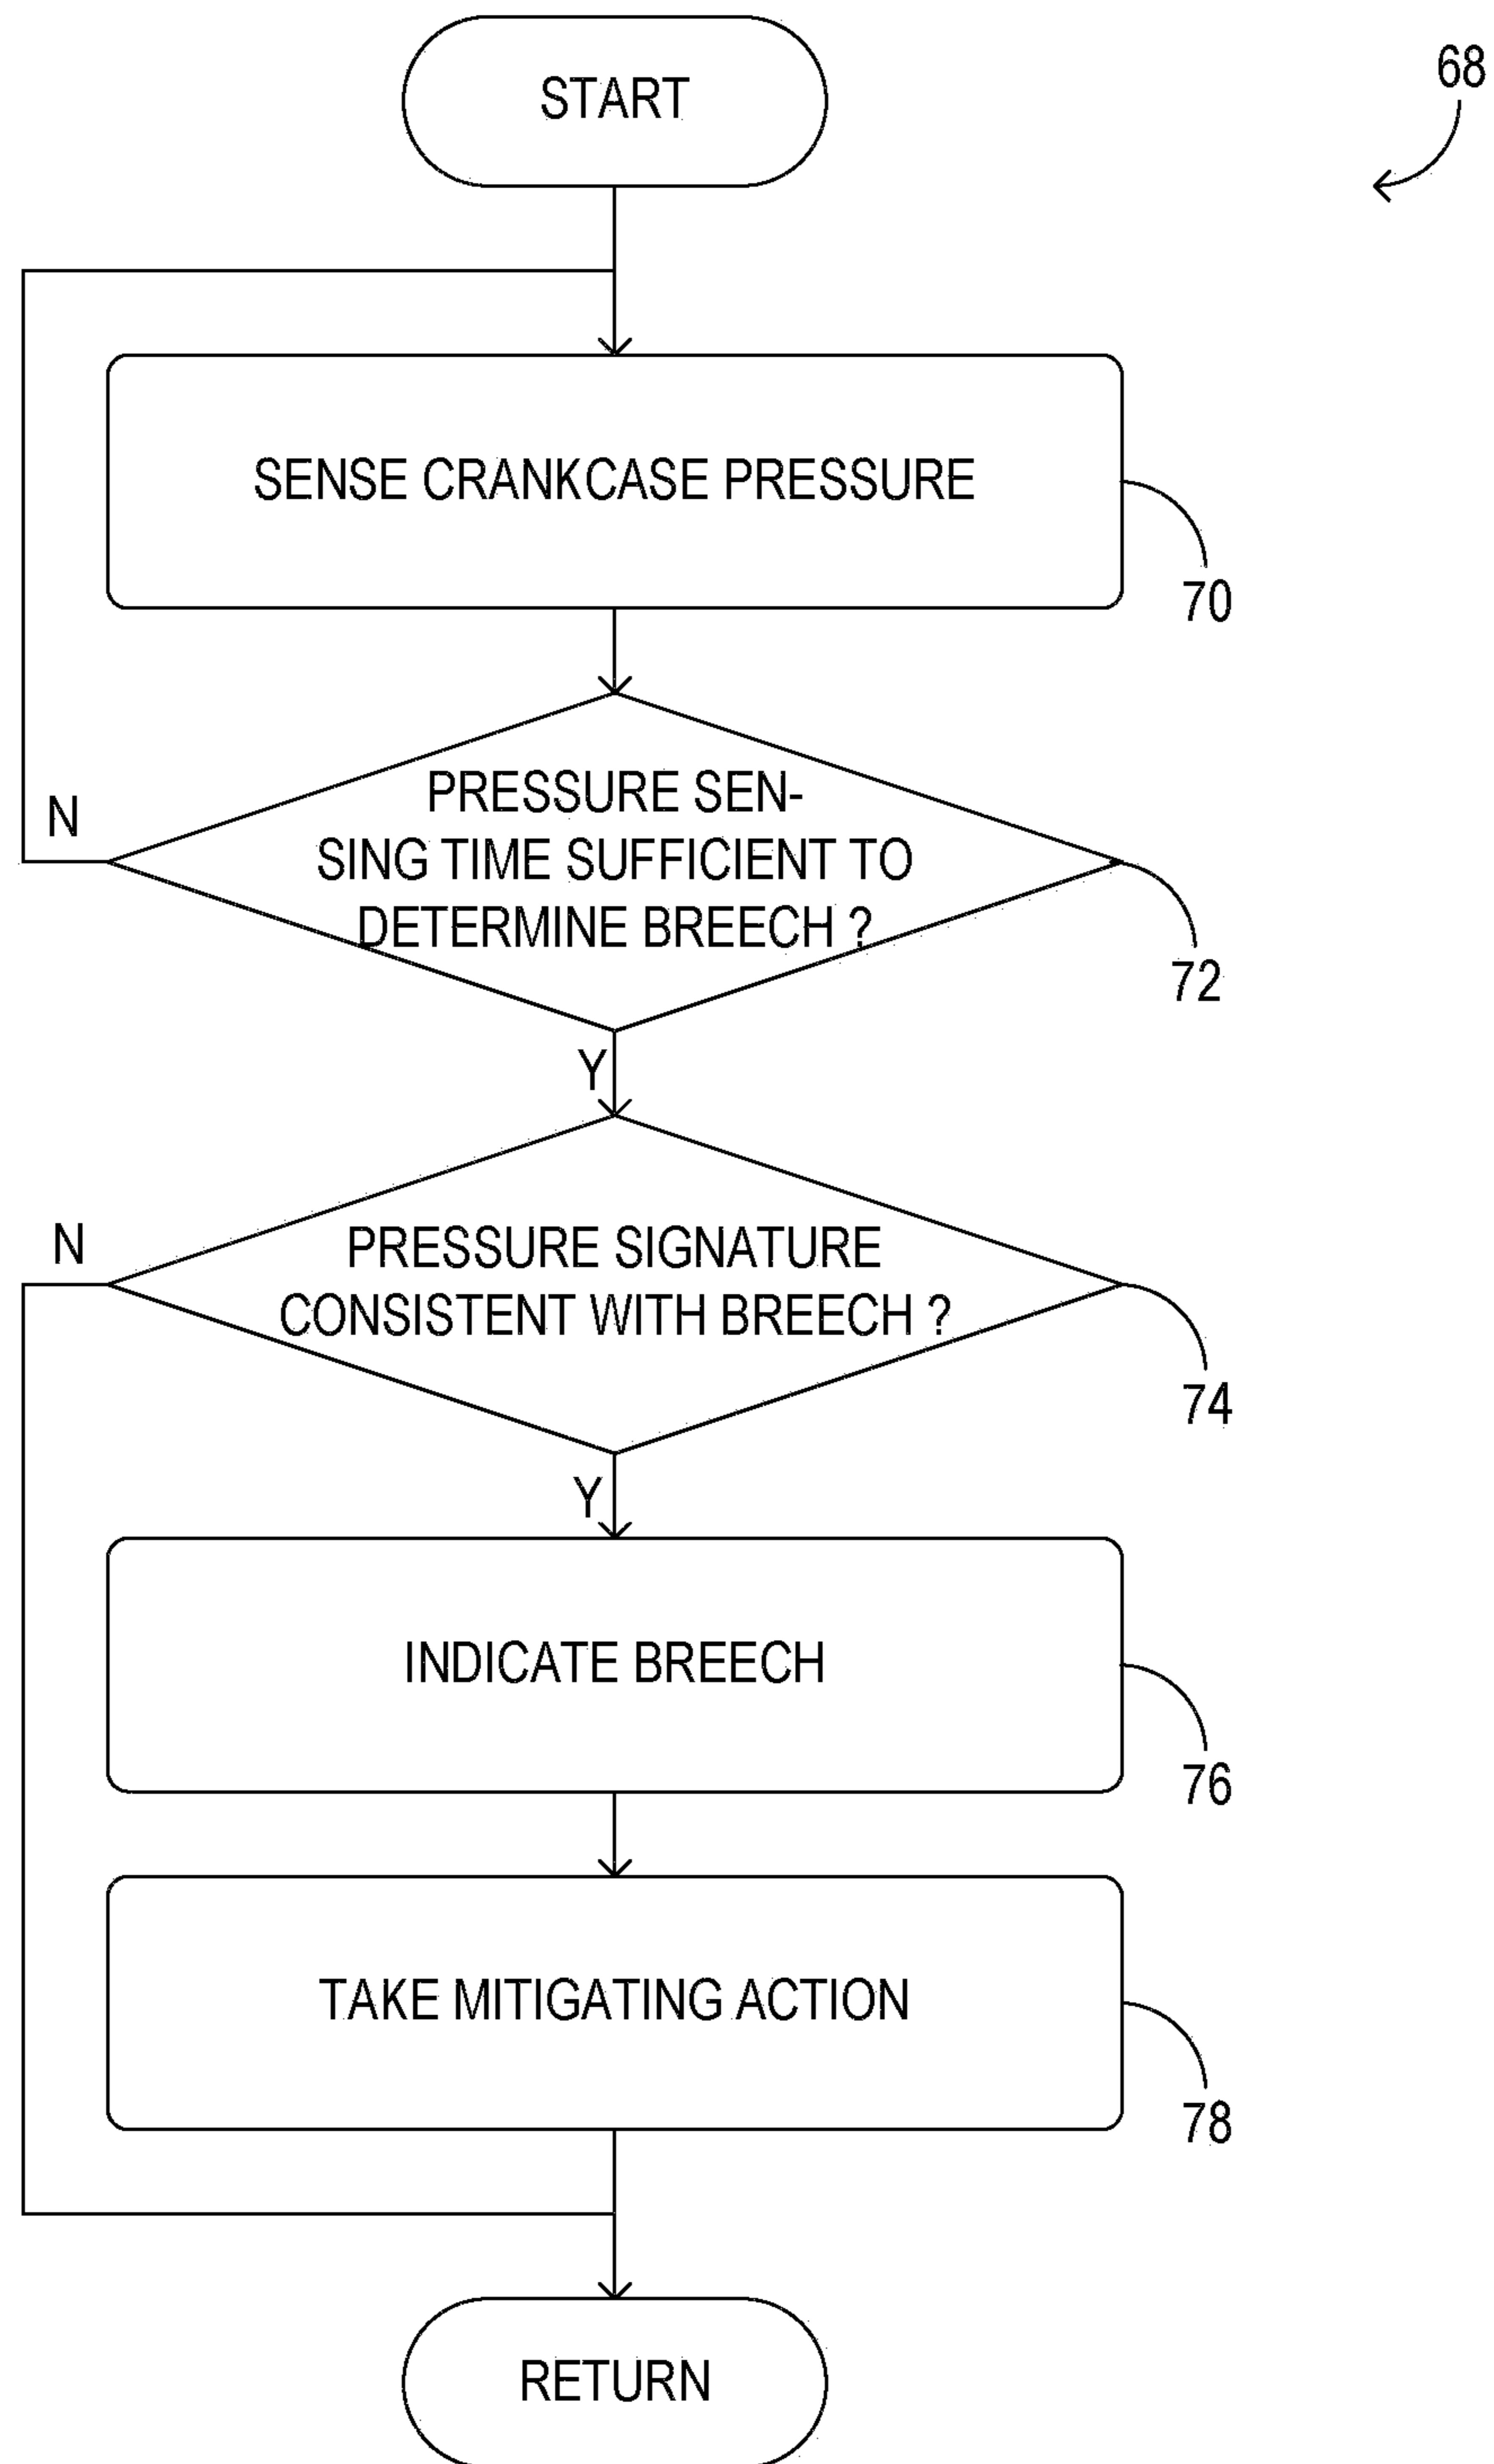 START
68
SENSE CRANKCASE PRESSURE
70
PRESSURE SEN-
SING TIME SUFFICIENT TO
DETERMINE BREECH ?
N
72
Y
PRESSURE SIGNATURE
CONSISTENT WITH BREECH ?
N
74
Y
INDICATE BREECH
76
TAKE MITIGATING ACTION
78
RETURN